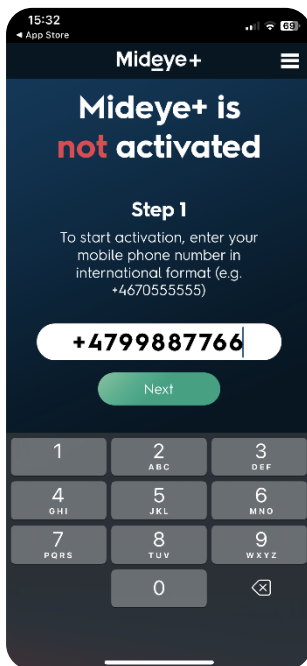 15:32
69
◀ App Store
Mideye+
Mideye+ is
not activated
Step 1
To start activation, enter your
mobile phone number in
international format (e.g.
+4670555555)
+4799887766
Next
1 2 3
ABC DEF
4 5 6
GHI JKL MNO
7 8 9
PQRS TUV WXYZ
0